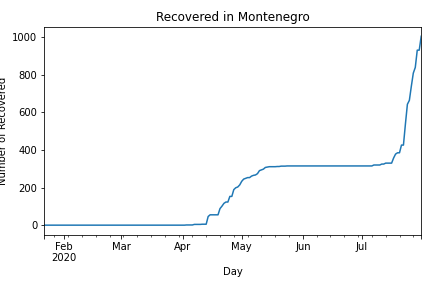 Recovered in Montenegro
Number of Recovered
1000
800
600
400
200
0
Feb
2020
Mar
Apr
May
Jun
Jul
Day